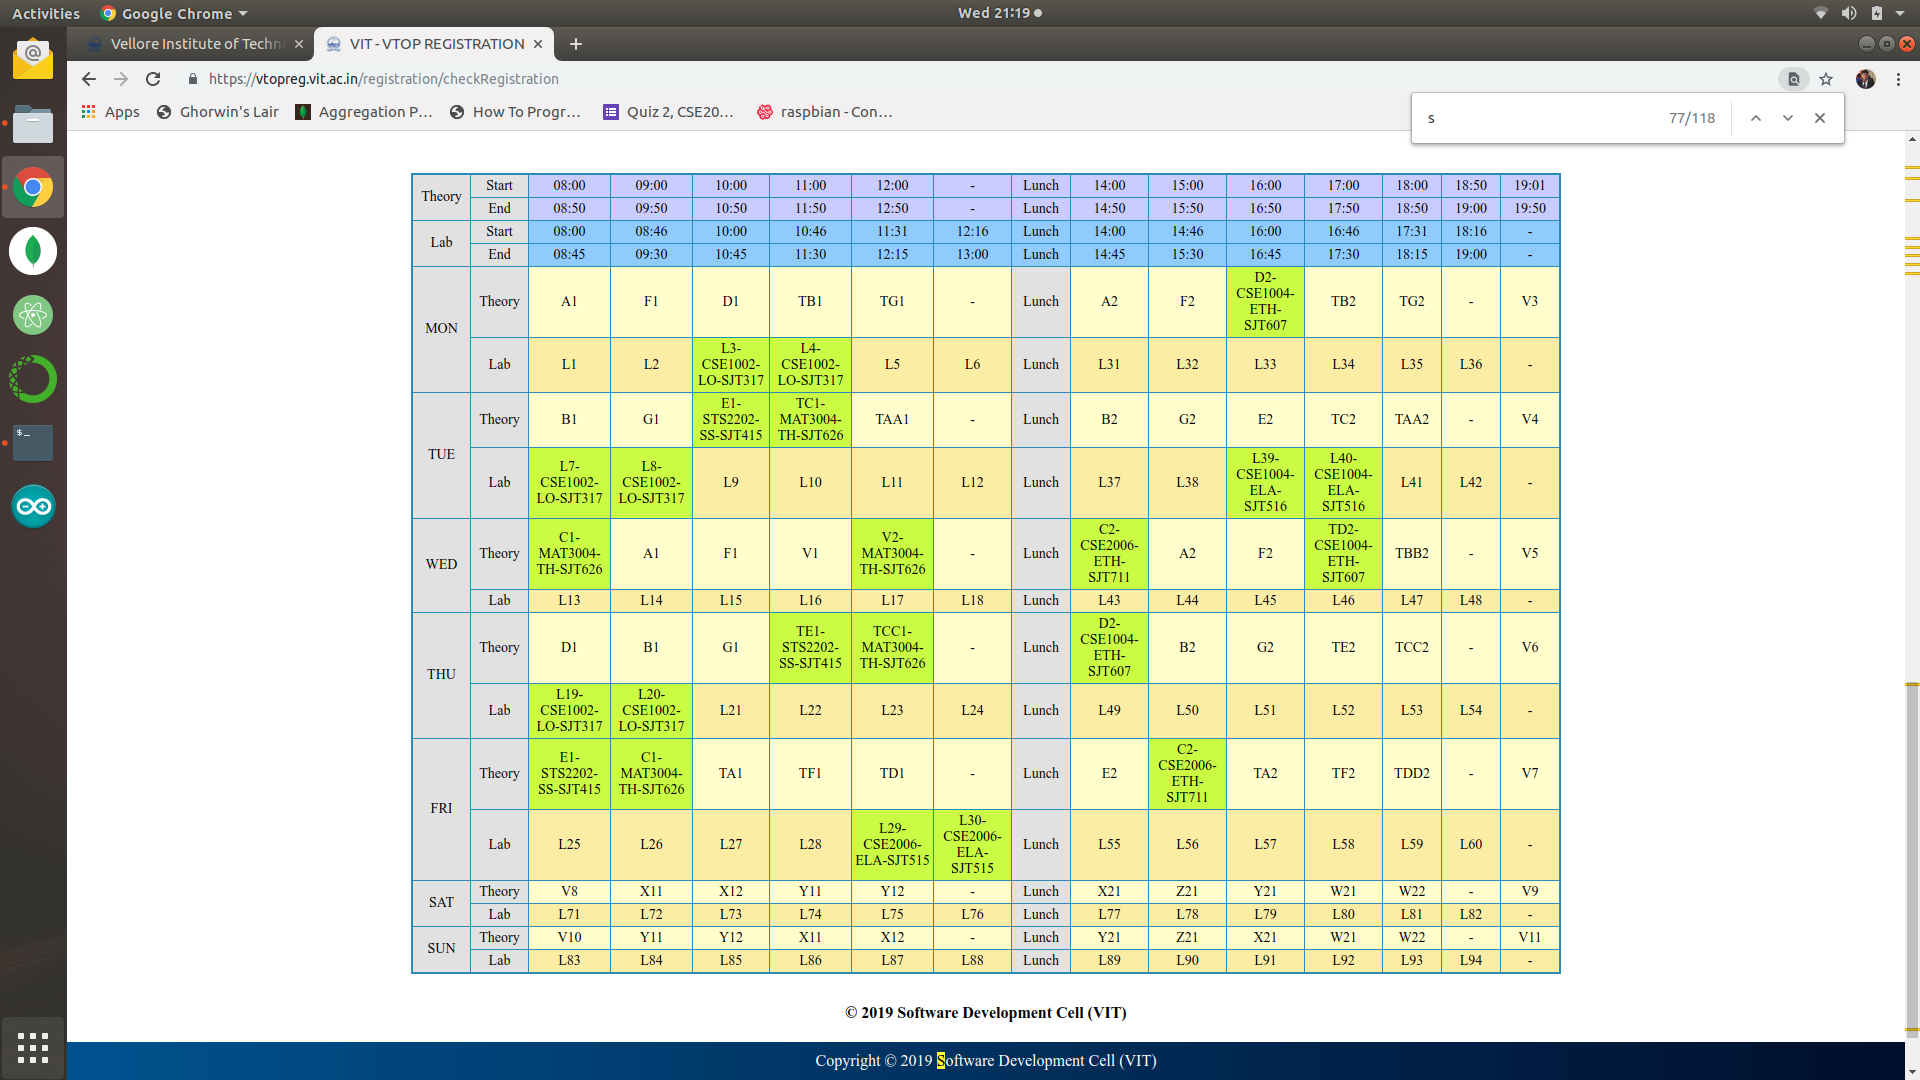 Activities Google Chrome Wed 21:19
Vellore Institute of Techn VIT - VTOP REGISTRATION
https://vtopreg.vit.ac.in/registration/checkRegistration
Apps Ghorwin's Lair Aggregation P... How To Progr... Quiz 2, CSE20... raspbian - Con...
s 77/118
Theory Start 08:00 09:00 10:00 11:00 12:00 - Lunch 14:00 15:00 16:00 17:00 18:00 18:50 19:01
End 08:50 09:50 10:50 11:50 12:50 - Lunch 14:50 15:50 16:50 17:50 18:50 19:00 19:50
Lab Start 08:00 08:46 10:00 10:46 11:31 12:16 Lunch 14:00 14:46 16:00 16:46 17:31 18:16 -
End 08:45 09:30 10:45 11:30 12:15 13:00 Lunch 14:45 15:30 16:45 17:30 18:15 19:00 -
MON Theory A1 F1 D1 TB1 TG1 - Lunch A2 F2 D2-CSE1004-ETH-SJT607 TB2 TG2 - V3
Lab L1 L2 L3-CSE1002-LO-SJT317 L4-CSE1002-LO-SJT317 L5 L6 Lunch L31 L32 L33 L34 L35 L36 -
TUE Theory B1 G1 E1-STS2202-SS-SJT415 TC1-MAT3004-TH-SJT626 TAA1 - Lunch B2 G2 E2 TC2 TAA2 - V4
Lab L7-CSE1002-LO-SJT317 L8-CSE1002-LO-SJT317 L9 L10 L11 L12 Lunch L37 L38 L39-CSE1004-ELA-SJT516 L40-CSE1004-ELA-SJT516 L41 L42 -
WED Theory C1-MAT3004-TH-SJT626 A1 F1 V1 V2-MAT3004-TH-SJT626 - Lunch C2-CSE2006-ETH-SJT711 A2 F2 TD2-CSE1004-ETH-SJT607 TBB2 - V5
Lab L13 L14 L15 L16 L17 L18 Lunch L43 L44 L45 L46 L47 L48 -
THU Theory D1 B1 G1 TE1-STS2202-SS-SJT415 TCC1-MAT3004-TH-SJT626 - Lunch D2-CSE1004-ETH-SJT607 B2 G2 TE2 TCC2 - V6
Lab L19-CSE1002-LO-SJT317 L20-CSE1002-LO-SJT317 L21 L22 L23 L24 Lunch L49 L50 L51 L52 L53 L54 -
FRI Theory E1-STS2202-SS-SJT415 C1-MAT3004-TH-SJT626 TA1 TF1 TD1 - Lunch E2 C2-CSE2006-ETH-SJT711 TA2 TF2 TDD2 - V7
Lab L25 L26 L27 L28 L29-CSE2006-ELA-SJT515 L30-CSE2006-ELA-SJT515 Lunch L55 L56 L57 L58 L59 L60 -
SAT Theory V8 X11 X12 Y11 Y12 - Lunch X21 Z21 Y21 W21 W22 - V9
Lab L71 L72 L73 L74 L75 L76 Lunch L77 L78 L79 L80 L81 L82 -
SUN Theory V10 Y11 Y12 X11 X12 - Lunch Y21 Z21 X21 W21 W22 - V11
Lab L83 L84 L85 L86 L87 L88 Lunch L89 L90 L91 L92 L93 L94 -
© 2019 Software Development Cell (VIT)
Copyright © 2019 Software Development Cell (VIT)